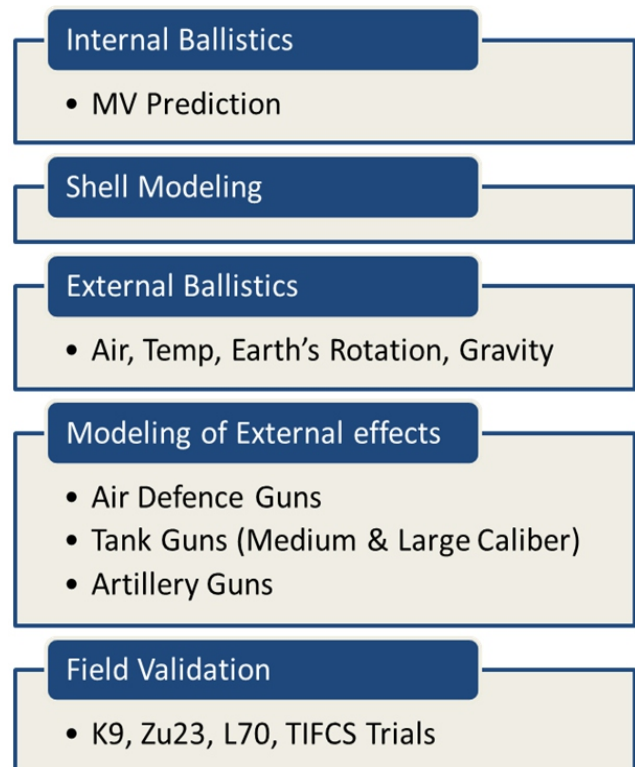 Internal Ballistics
• MV Prediction
Shell Modeling
External Ballistics
• Air, Temp, Earth’s Rotation, Gravity
Modeling of External effects
• Air Defence Guns
• Tank Guns (Medium & Large Caliber)
• Artillery Guns
Field Validation
• K9, Zu23, L70, TIFCS Trials